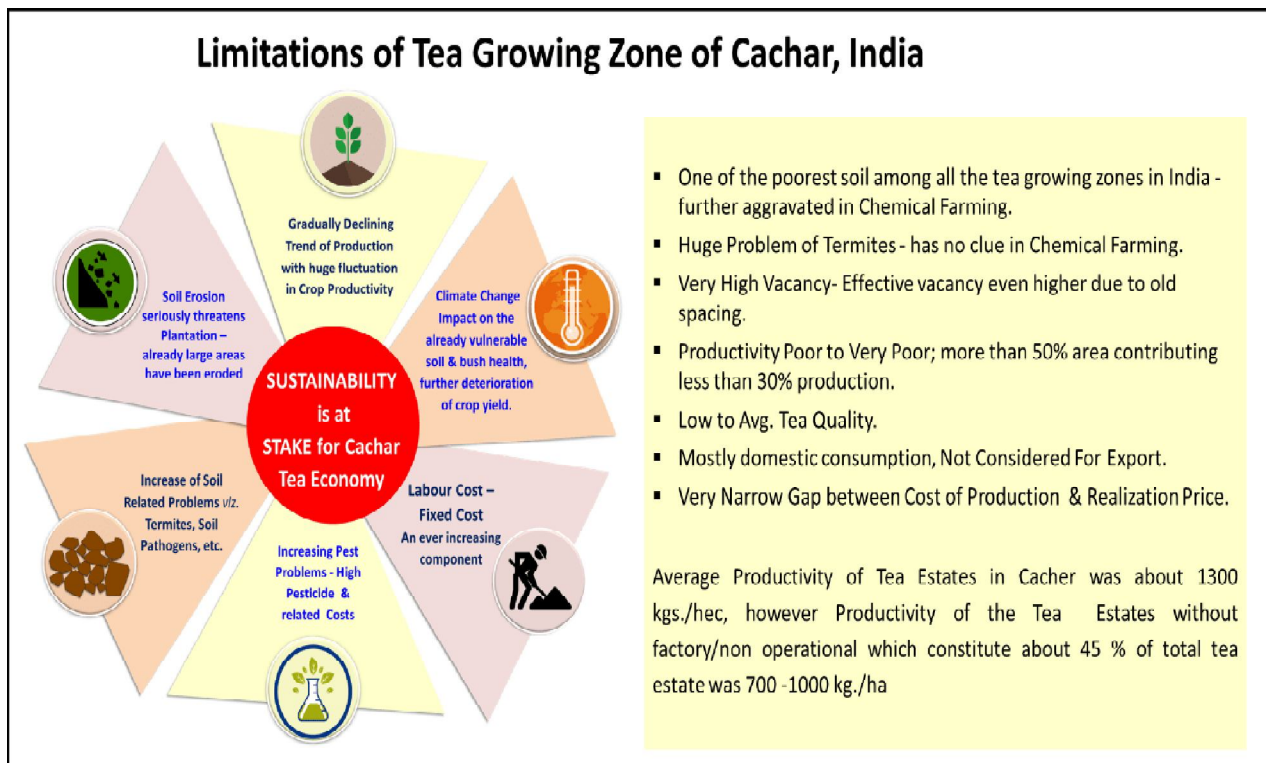 Limitations of Tea Growing Zone of Cachar, India
Gradually Declining
Trend of Production
with huge fluctuation
in Crop Productivity
Climate Change
Impact on the
already vulnerable
soil & bush health,
further deterioration
of crop yield.
Labour Cost –
Fixed Cost
An ever increasing
component
Increasing Pest
Problems - High
Pesticide &
related Costs
Increase of Soil
Related Problems viz.
Termites, Soil
Pathogens, etc.
Soil Erosion
seriously threatens
Plantation –
already large areas
have been eroded
SUSTAINABILITY
is at
STAKE for Cachar
Tea Economy
▪ One of the poorest soil among all the tea growing zones in India -
further aggravated in Chemical Farming.
▪ Huge Problem of Termites - has no clue in Chemical Farming.
▪ Very High Vacancy- Effective vacancy even higher due to old
spacing.
▪ Productivity Poor to Very Poor; more than 50% area contributing
less than 30% production.
▪ Low to Avg. Tea Quality.
▪ Mostly domestic consumption, Not Considered For Export.
▪ Very Narrow Gap between Cost of Production & Realization Price.
Average Productivity of Tea Estates in Cacher was about 1300
kgs./hec, however Productivity of the Tea Estates without
factory/non operational which constitute about 45 % of total tea
estate was 700 -1000 kg./ha